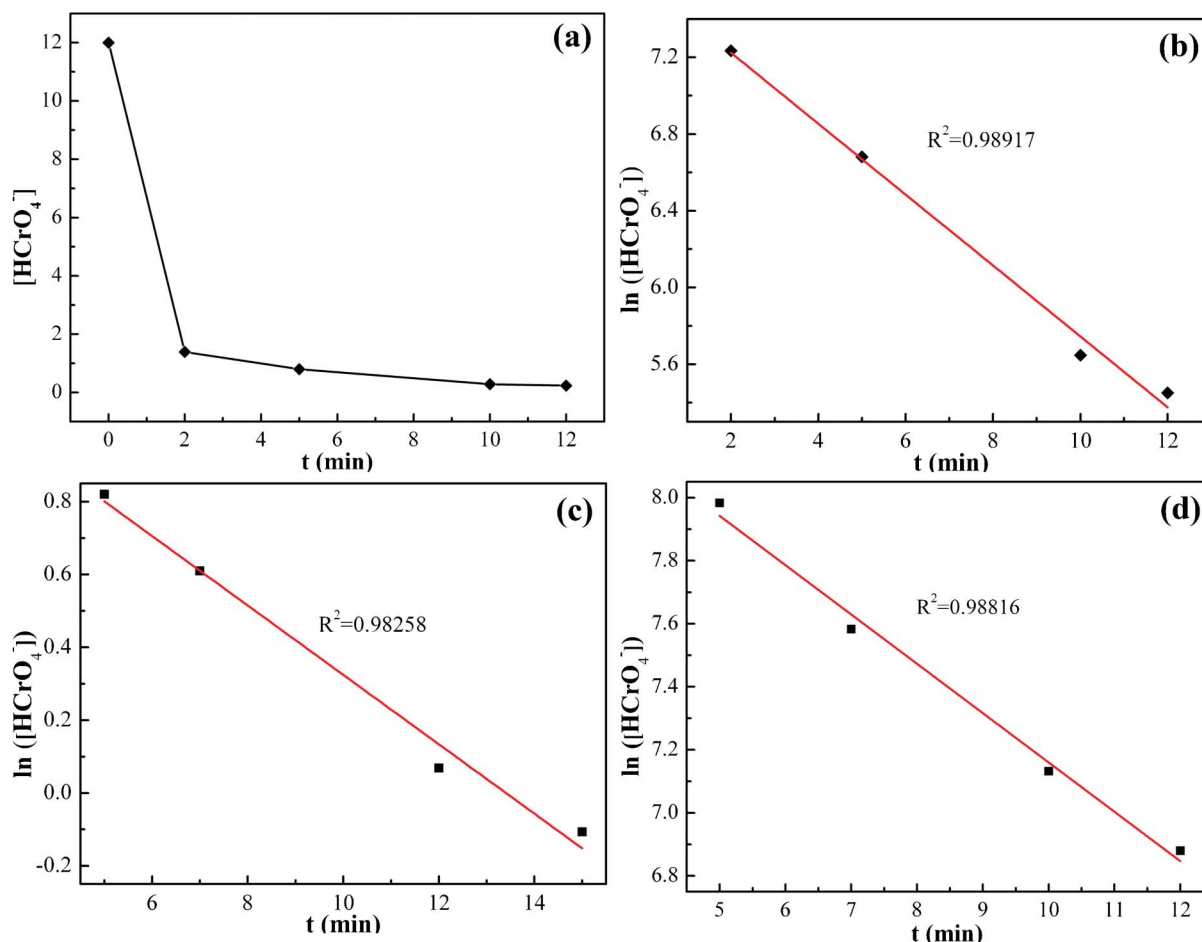 (a)
[HCrO₄⁻]
12
10
8
6
4
2
0
0 2 4 6 8 10 12
t (min)
(b)
ln ([HCrO₄⁻])
7.2
6.8
6.4
6.0
5.6
R²=0.98917
2 4 6 8 10 12
t (min)
(c)
ln ([HCrO₄⁻])
0.8
0.6
0.4
0.2
0.0
-0.2
R²=0.98258
6 8 10 12 14
t (min)
(d)
ln ([HCrO₄⁻])
8.0
7.8
7.6
7.4
7.2
7.0
6.8
R²=0.98816
5 6 7 8 9 10 11 12
t (min)